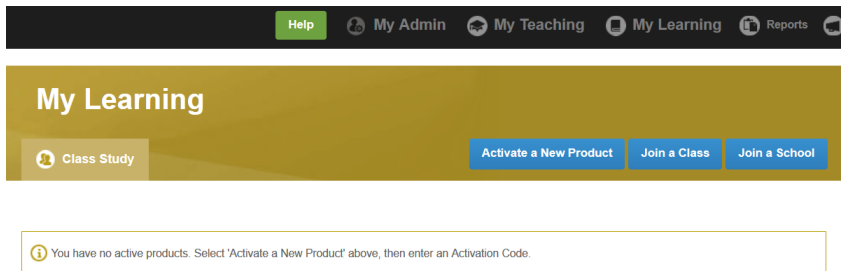 Help My Admin My Teaching My Learning Reports
My Learning
Class Study Activate a New Product Join a Class Join a School
You have no active products. Select 'Activate a New Product' above, then enter an Activation Code.